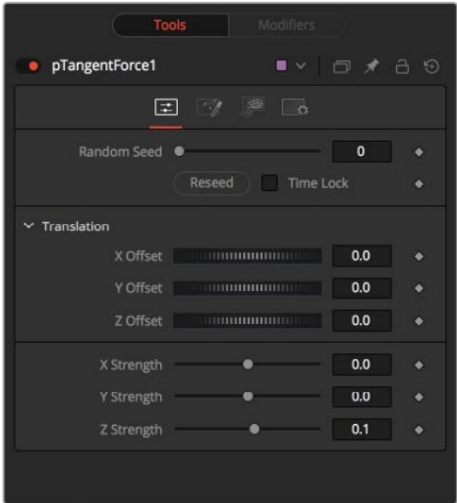 Tools Modifiers
pTangentForce1
Random Seed 0
Reseed Time Lock
Translation
X Offset 0.0
Y Offset 0.0
Z Offset 0.0
X Strength 0.0
Y Strength 0.0
Z Strength 0.1